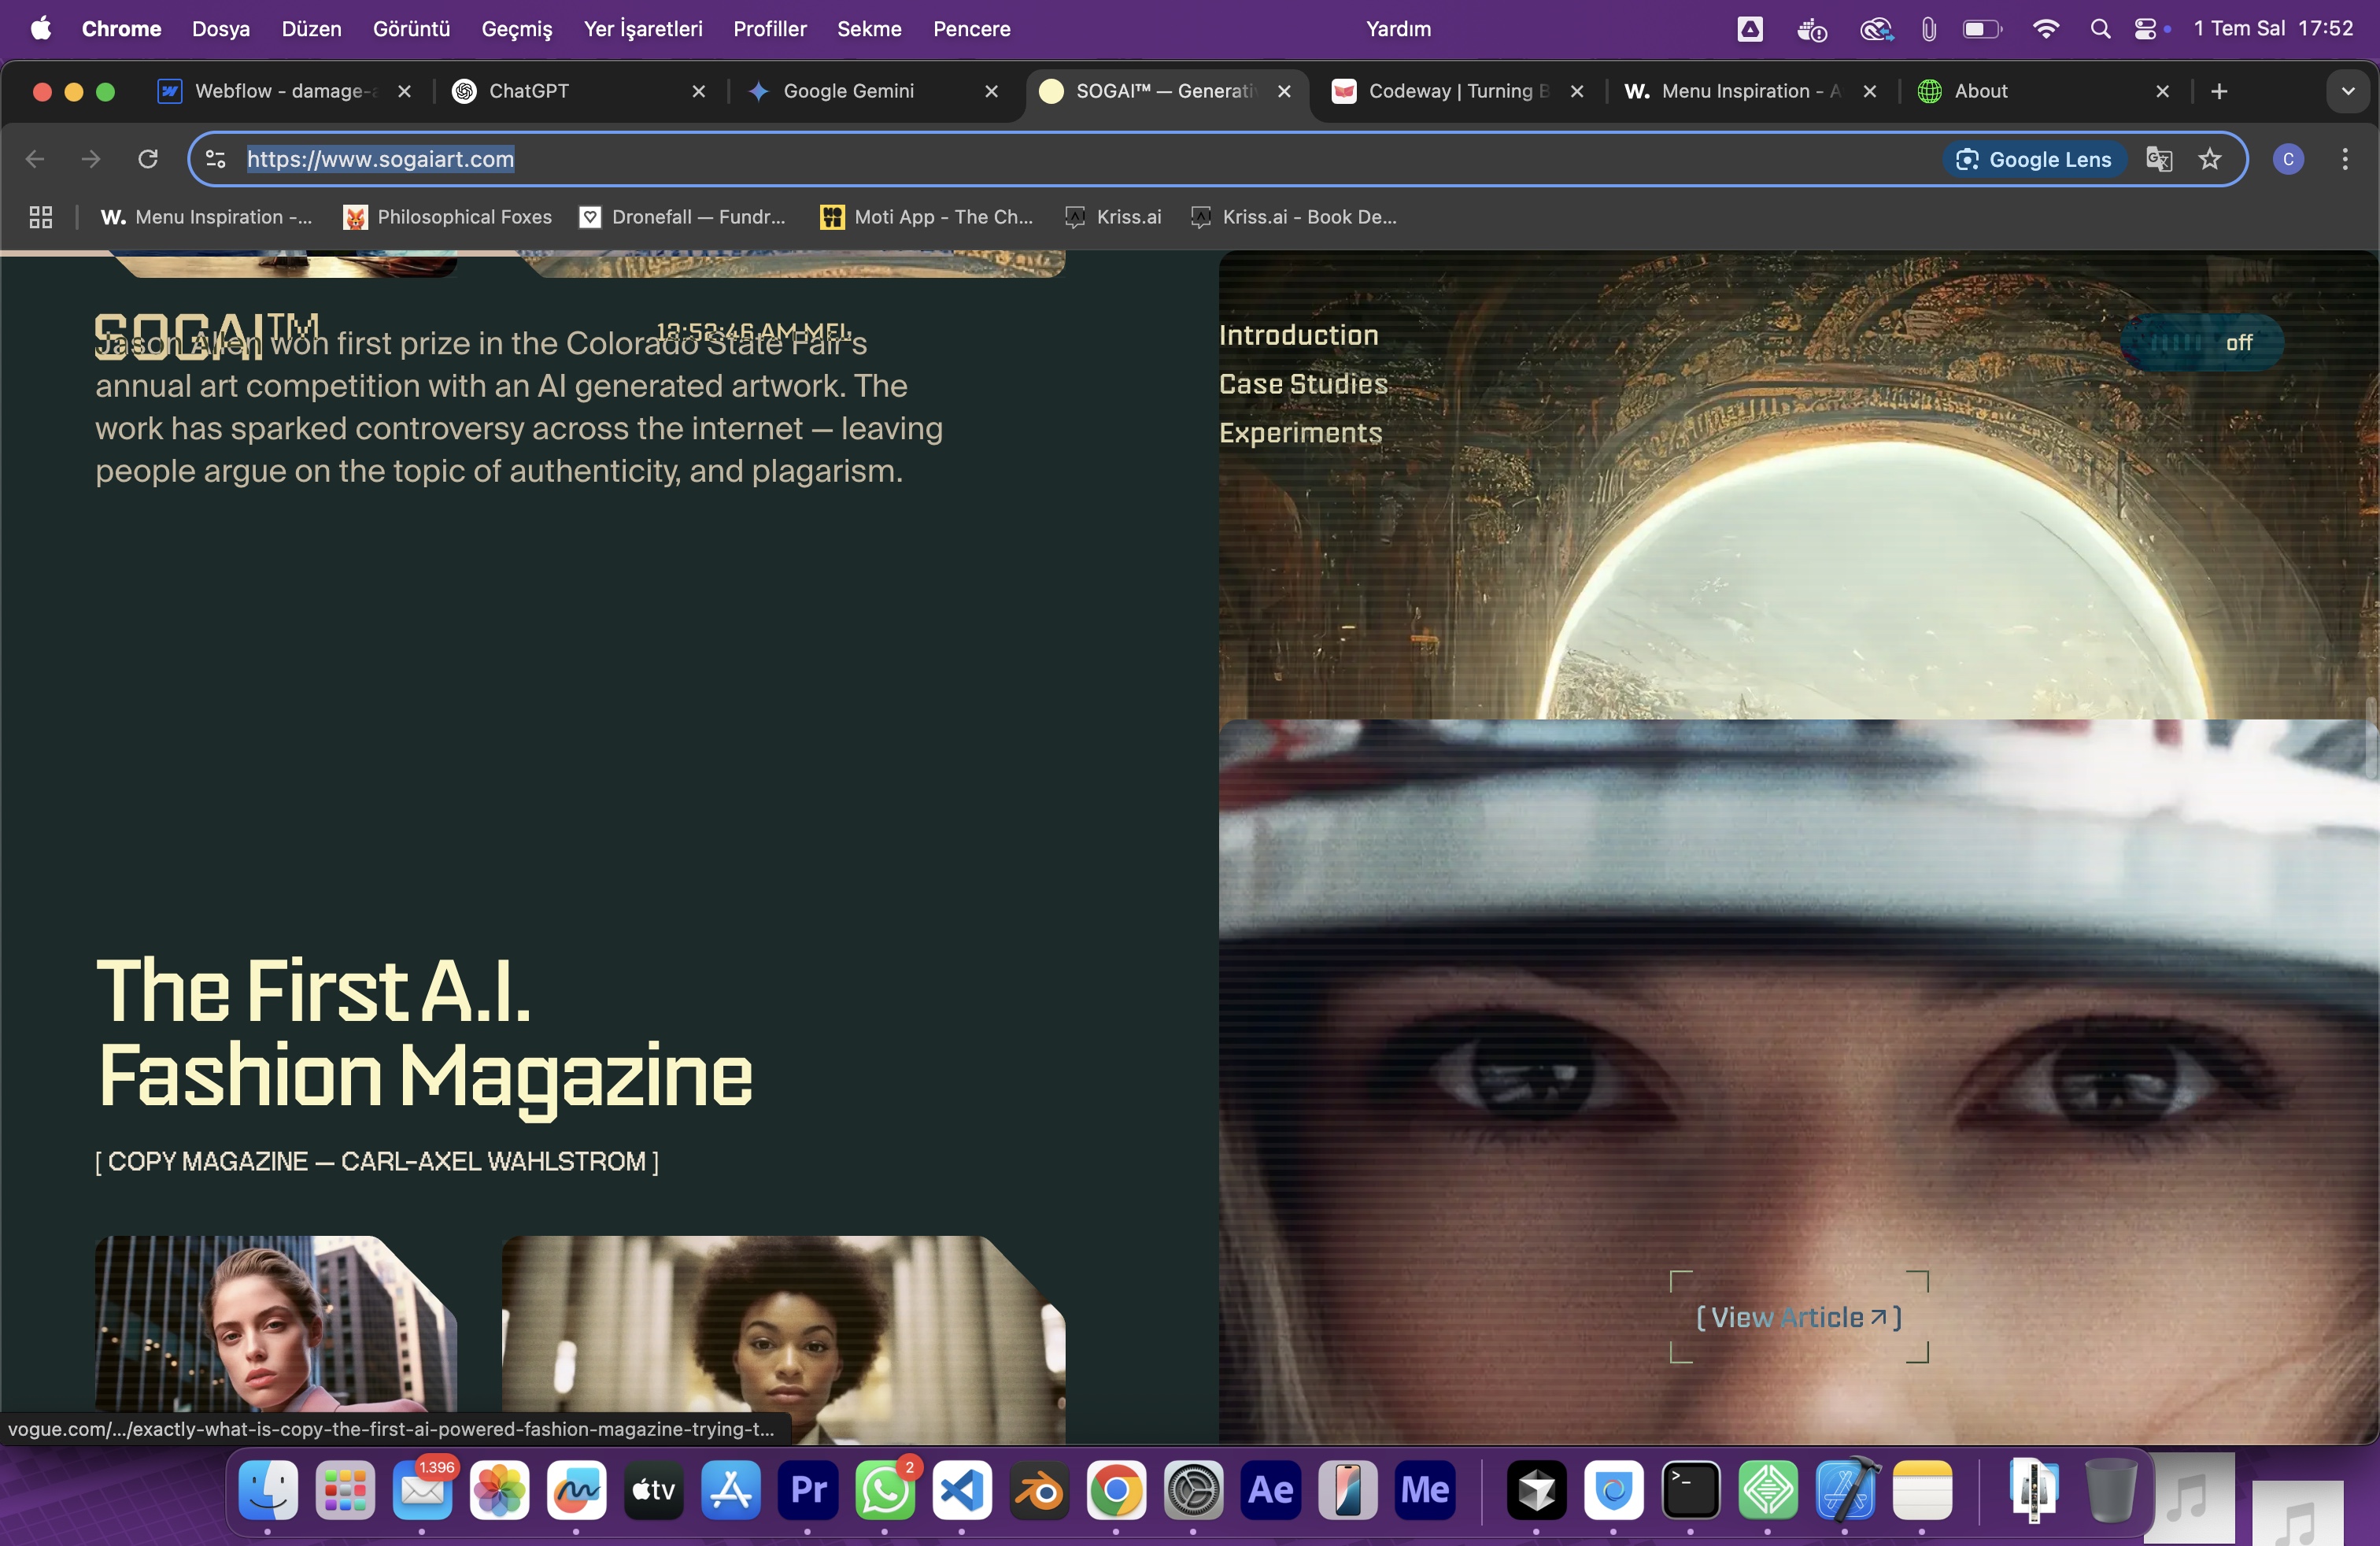 Chrome Dosya Düzen Görüntü Geçmiş Yer İşaretleri Profiller Sekme Pencere Yardım 1 Tem Sal 17:52
Webflow - damage-a ChatGPT Google Gemini SOGAI™ — Generati Codeway | Turning B W. Menu Inspiration - A About
https://www.sogaiart.com Google Lens C
W. Menu Inspiration -... Philosophical Foxes Dronefall — Fundr... Moti App - The Ch... Kriss.ai Kriss.ai - Book De...
SOGAI™
12:52:46 AM MEL
Jason Allen won first prize in the Colorado State Fair's
annual art competition with an AI generated artwork. The
work has sparked controversy across the internet — leaving
people argue on the topic of authenticity, and plagarism.
Introduction
Case Studies
Experiments
off
The First A.I.
Fashion Magazine
[ COPY MAGAZINE — CARL-AXEL WAHLSTROM ]
[ View Article ↗ ]
vogue.com/.../exactly-what-is-copy-the-first-ai-powered-fashion-magazine-trying-t...
1.396
tv
Pr
2
Ae
Me
>_